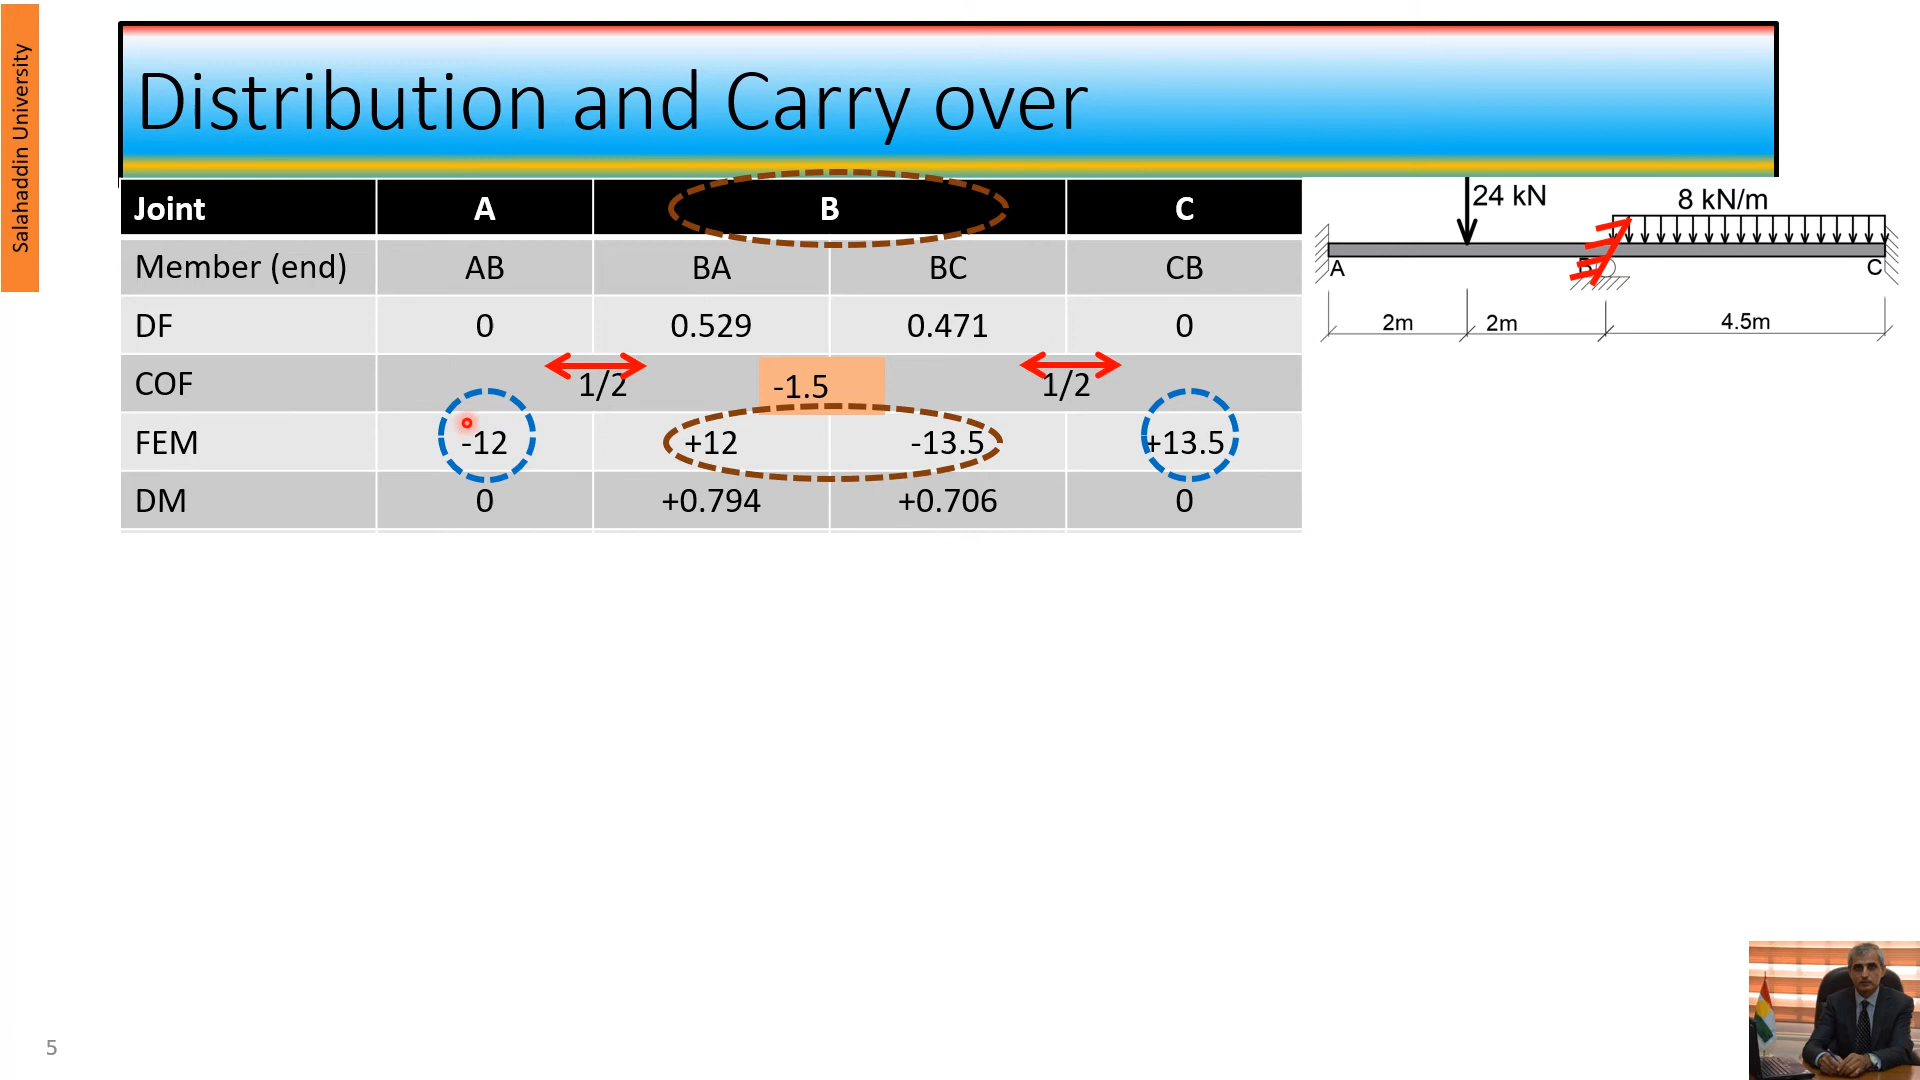 Salahaddin University
Distribution and Carry over
Joint A B C
Member (end) AB BA BC CB
DF 0 0.529 0.471 0
COF 1/2 -1.5 1/2
FEM -12 +12 -13.5 +13.5
DM 0 +0.794 +0.706 0
24 kN 8 kN/m
A B C
2m 2m 4.5m
5